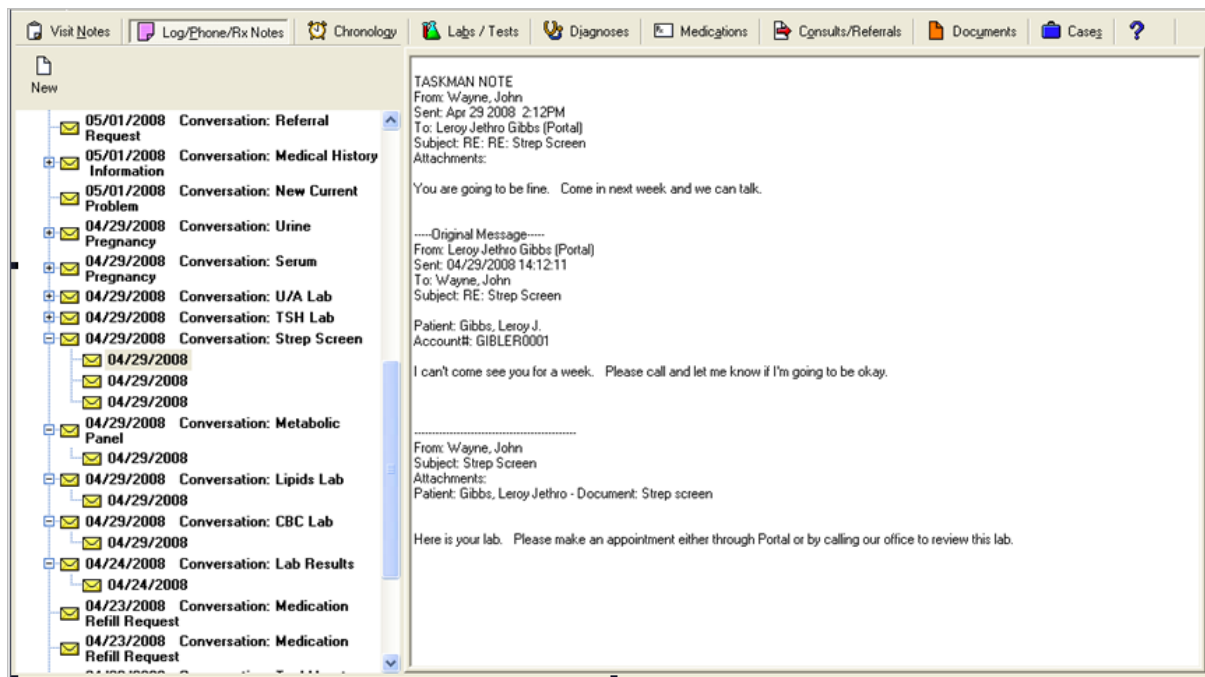 Visit Notes Log/Phone/Rx Notes Chronology Labs / Tests Diagnoses Medications Consults/Referrals Documents Cases ?
New
05/01/2008 Conversation: Referral
Request
05/01/2008 Conversation: Medical History
Information
05/01/2008 Conversation: New Current
Problem
04/29/2008 Conversation: Urine
Pregnancy
04/29/2008 Conversation: Serum
Pregnancy
04/29/2008 Conversation: U/A Lab
04/29/2008 Conversation: TSH Lab
04/29/2008 Conversation: Strep Screen
04/29/2008
04/29/2008
04/29/2008
04/29/2008 Conversation: Metabolic
Panel
04/29/2008
04/29/2008 Conversation: Lipids Lab
04/29/2008
04/29/2008 Conversation: CBC Lab
04/29/2008
04/24/2008 Conversation: Lab Results
04/24/2008
04/23/2008 Conversation: Medication
Refill Request
04/23/2008 Conversation: Medication
Refill Request
TASKMAN NOTE
From: Wayne, John
Sent: Apr 29 2008 2:12PM
To: Leroy Jethro Gibbs (Portal)
Subject: RE: RE: Strep Screen
Attachments:
You are going to be fine. Come in next week and we can talk.
-----Original Message-----
From: Leroy Jethro Gibbs (Portal)
Sent: 04/29/2008 14:12:11
To: Wayne, John
Subject: RE: Strep Screen
Patient: Gibbs, Leroy J.
Account#: GIBLER0001
I can't come see you for a week. Please call and let me know if I'm going to be okay.
------------------------------------------------
From: Wayne, John
Subject: Strep Screen
Attachments:
Patient: Gibbs, Leroy Jethro - Document: Strep screen
Here is your lab. Please make an appointment either through Portal or by calling our office to review this lab.